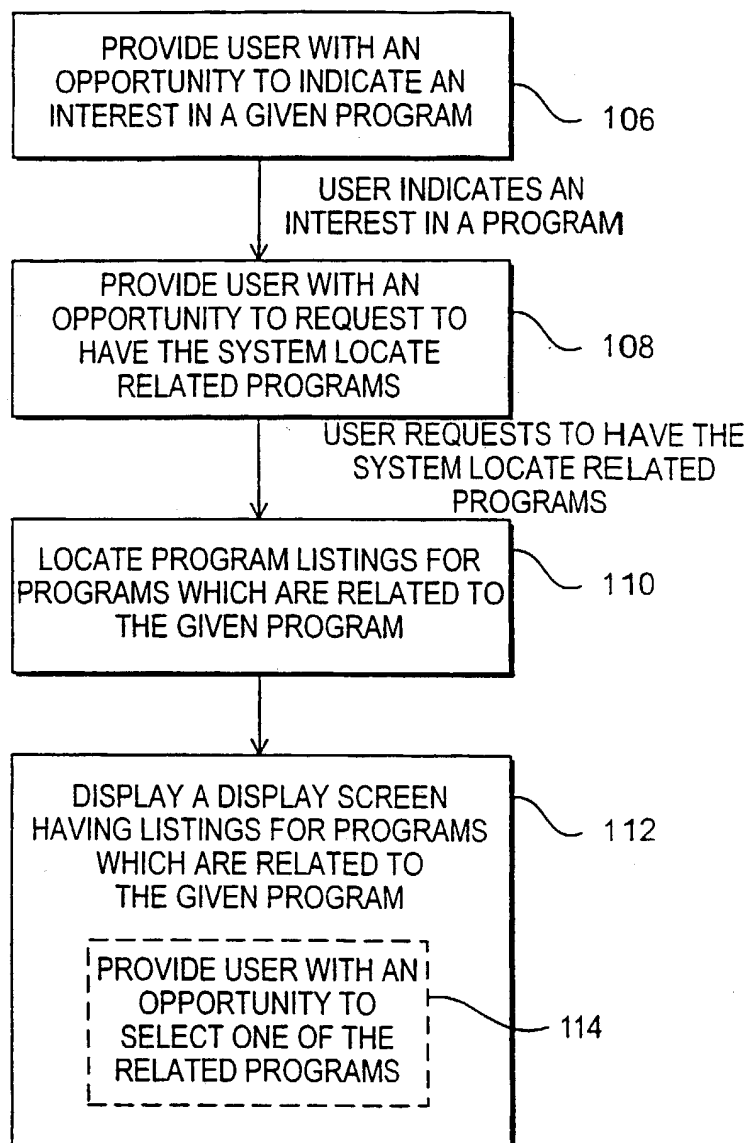 PROVIDE USER WITH AN
OPPORTUNITY TO INDICATE AN
INTEREST IN A GIVEN PROGRAM
106
USER INDICATES AN
INTEREST IN A PROGRAM
PROVIDE USER WITH AN
OPPORTUNITY TO REQUEST TO
HAVE THE SYSTEM LOCATE
RELATED PROGRAMS
108
USER REQUESTS TO HAVE THE
SYSTEM LOCATE RELATED
PROGRAMS
LOCATE PROGRAM LISTINGS FOR
PROGRAMS WHICH ARE RELATED TO
THE GIVEN PROGRAM
110
DISPLAY A DISPLAY SCREEN
HAVING LISTINGS FOR PROGRAMS
WHICH ARE RELATED TO
THE GIVEN PROGRAM
112
PROVIDE USER WITH AN
OPPORTUNITY TO
SELECT ONE OF THE
RELATED PROGRAMS
114